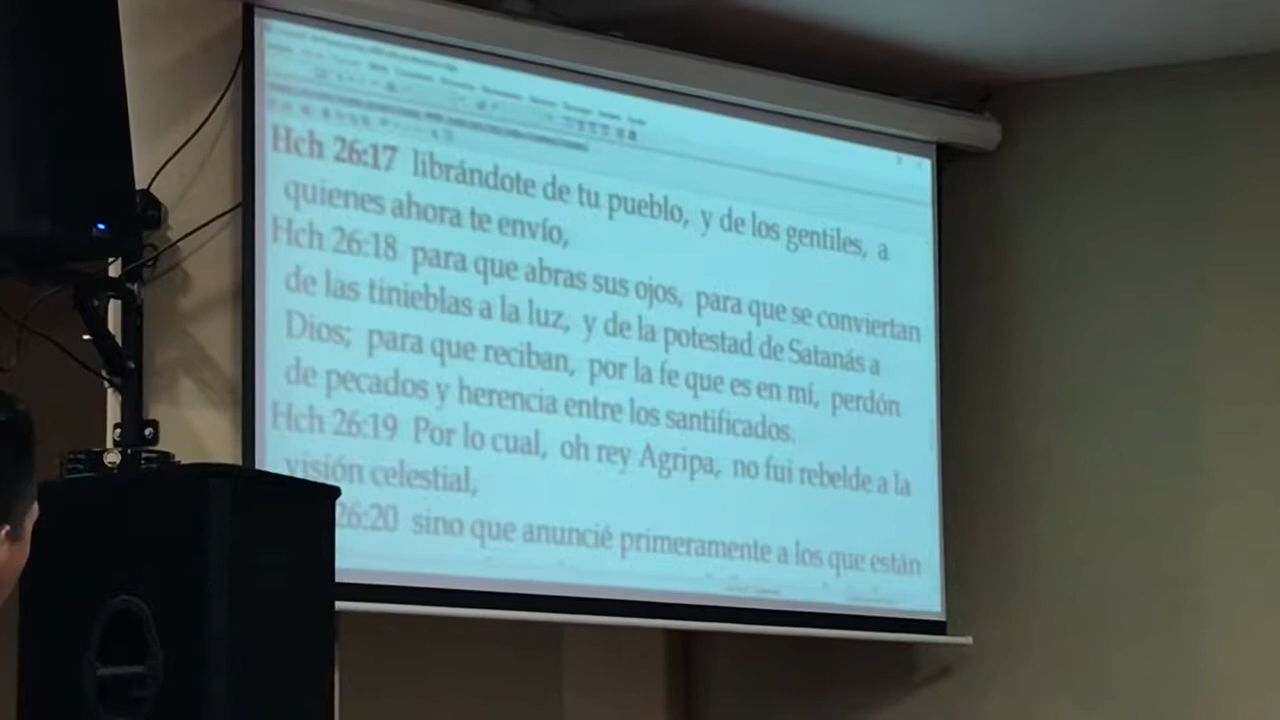 Hch 26:17 librándote de tu pueblo, y de los gentiles, a
quienes ahora te envío,
Hch 26:18 para que abras sus ojos, para que se conviertan
de las tinieblas a la luz, y de la potestad de Satanás a
Dios; para que reciban, por la fe que es en mí, perdón
de pecados y herencia entre los santificados.
Hch 26:19 Por lo cual, oh rey Agripa, no fui rebelde a la
visión celestial,
26:20 sino que anuncié primeramente a los que están